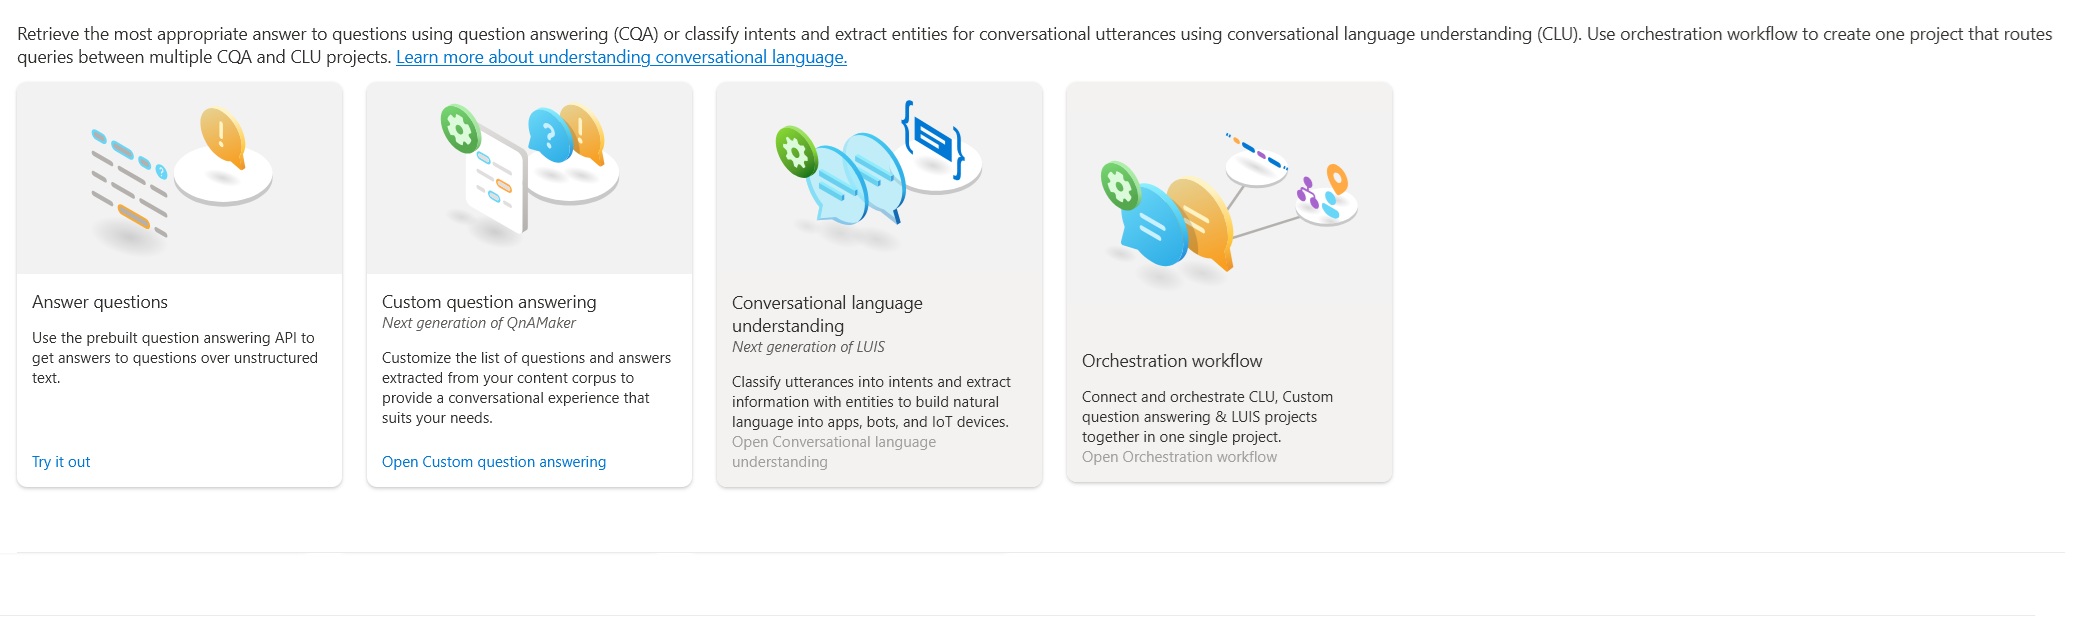 Retrieve the most appropriate answer to questions using question answering (CQA) or classify intents and extract entities for conversational utterances using conversational language understanding (CLU). Use orchestration workflow to create one project that routes
queries between multiple CQA and CLU projects. Learn more about understanding conversational language.
Answer questions
Use the prebuilt question answering API to
get answers to questions over unstructured
text.
Try it out
Custom question answering
Next generation of QnAMaker
Customize the list of questions and answers
extracted from your content corpus to
provide a conversational experience that
suits your needs.
Open Custom question answering
Conversational language
understanding
Next generation of LUIS
Classify utterances into intents and extract
information with entities to build natural
language into apps, bots, and IoT devices.
Open Conversational language
understanding
Orchestration workflow
Connect and orchestrate CLU, Custom
question answering & LUIS projects
together in one single project.
Open Orchestration workflow